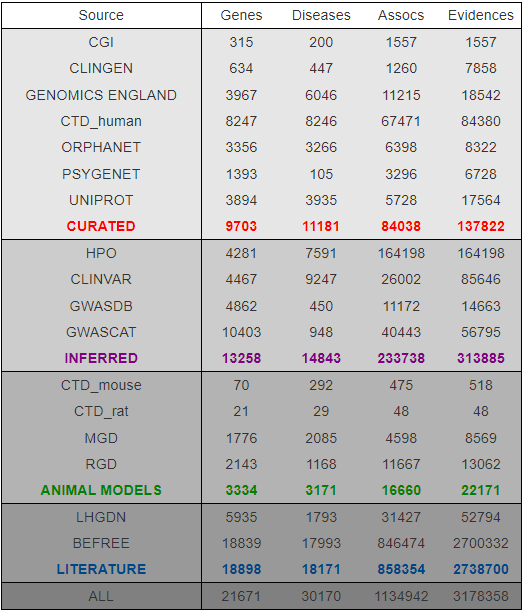 Source Genes Diseases Assocs Evidences
CGI 315 200 1557 1557
CLINGEN 634 447 1260 7858
GENOMICS ENGLAND 3967 6046 11215 18542
CTD_human 8247 8246 67471 84380
ORPHANET 3356 3266 6398 8322
PSYGENET 1393 105 3296 6728
UNIPROT 3894 3935 5728 17564
CURATED 9703 11181 84038 137822
HPO 4281 7591 164198 164198
CLINVAR 4467 9247 26002 85646
GWASDB 4862 450 11172 14663
GWASCAT 10403 948 40443 56795
INFERRED 13258 14843 233738 313885
CTD_mouse 70 292 475 518
CTD_rat 21 29 48 48
MGD 1776 2085 4598 8569
RGD 2143 1168 11667 13062
ANIMAL MODELS 3334 3171 16660 22171
LHGDN 5935 1793 31427 52794
BEFREE 18839 17993 846474 2700332
LITERATURE 18898 18171 858354 2738700
ALL 21671 30170 1134942 3178358